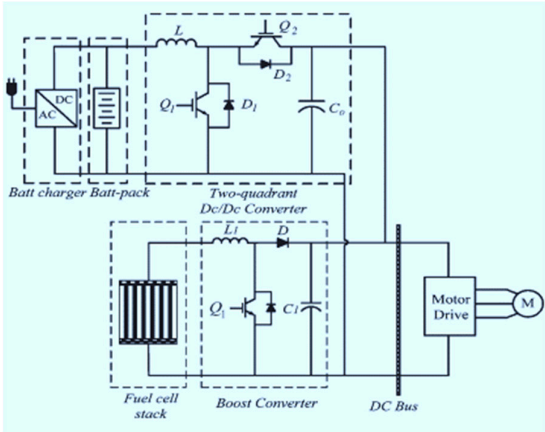 L
Q2
D2
DC
AC
Q1
D1
Co
Batt charger
Batt-pack
Two-quadrant
Dc/Dc Converter
L1
D
Q1
C1
Motor
Drive
M
Fuel cell
stack
Boost Converter
DC Bus